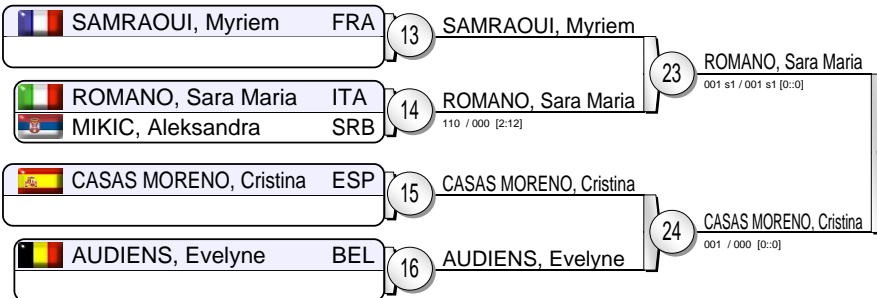 SAMRAOUI, Myriem FRA
13
SAMRAOUI, Myriem
23
ROMANO, Sara Maria
001 s1 / 001 s1 [0::0]
ROMANO, Sara Maria ITA
MIKIC, Aleksandra SRB
14
ROMANO, Sara Maria
110 / 000 [2:12]
CASAS MORENO, Cristina ESP
15
CASAS MORENO, Cristina
24
CASAS MORENO, Cristina
001 / 000 [0::0]
AUDIENS, Evelyne BEL
16
AUDIENS, Evelyne